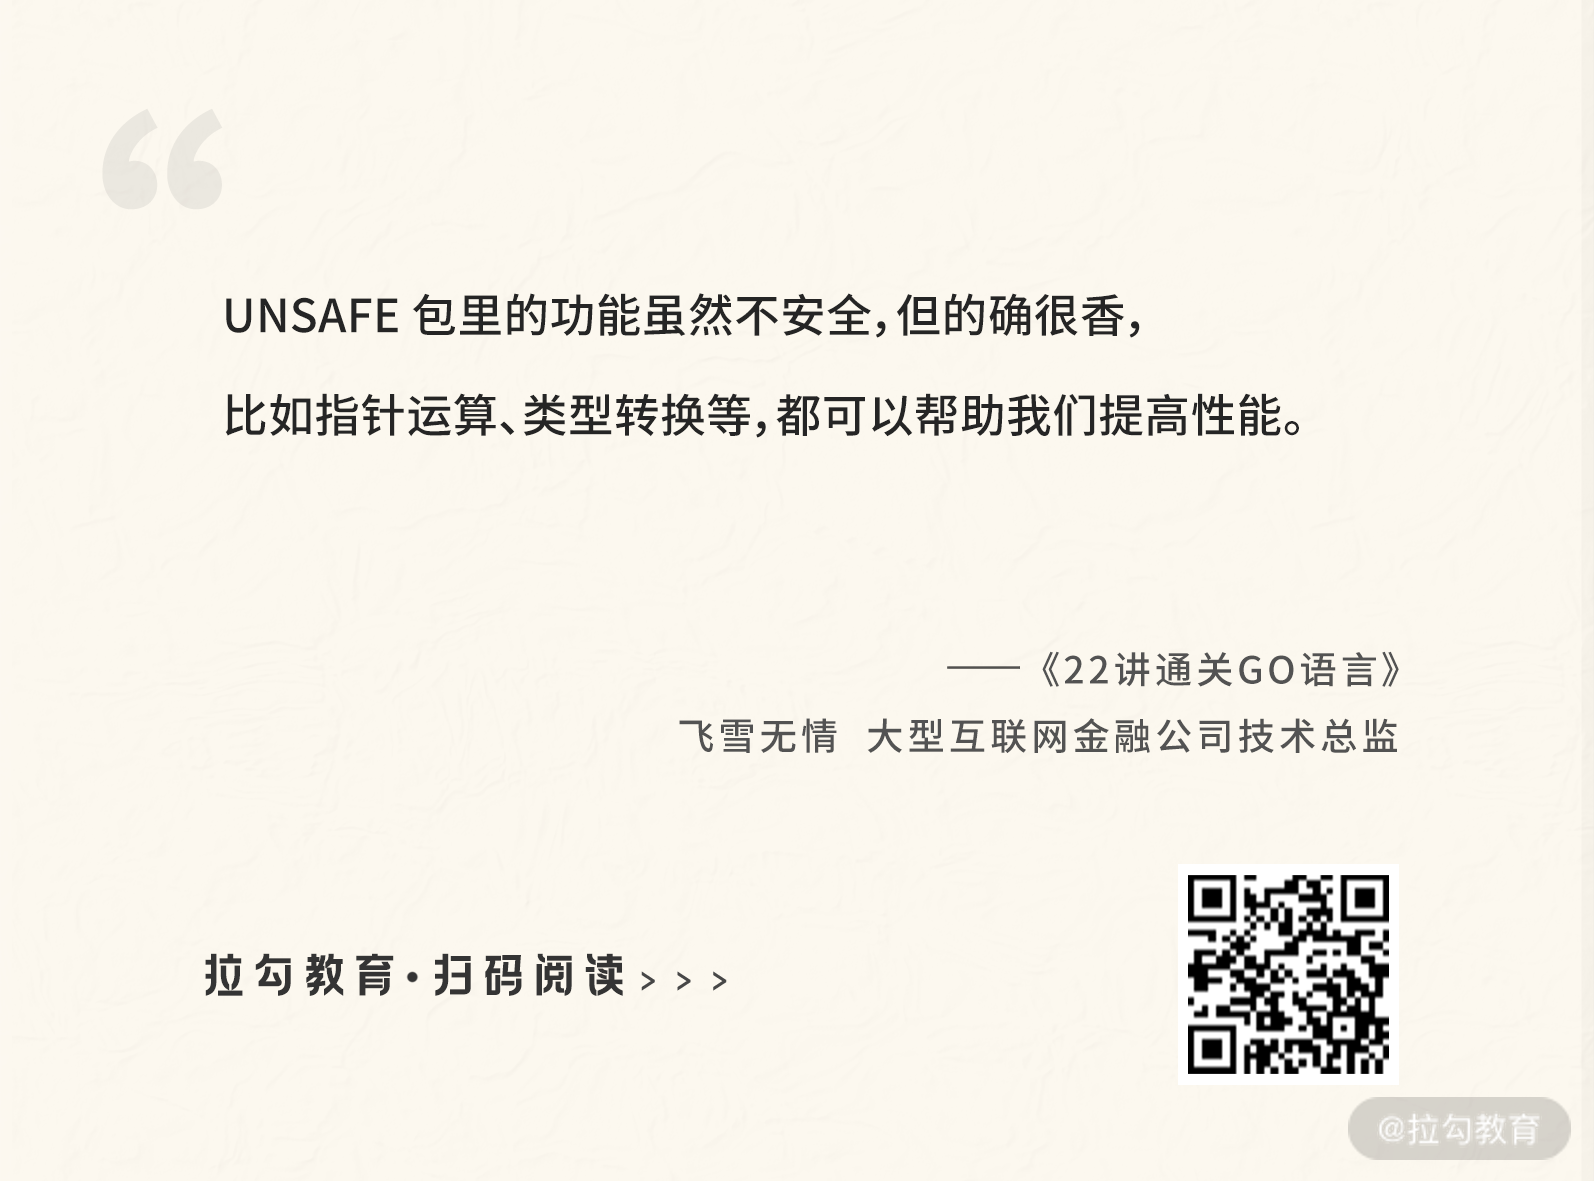 “
UNSAFE 包里的功能虽然不安全，但的确很香，
比如指针运算、类型转换等，都可以帮助我们提高性能。
——《22讲通关GO语言》
飞雪无情 大型互联网金融公司技术总监
拉勾教育·扫码阅读 > > >
@拉勾教育